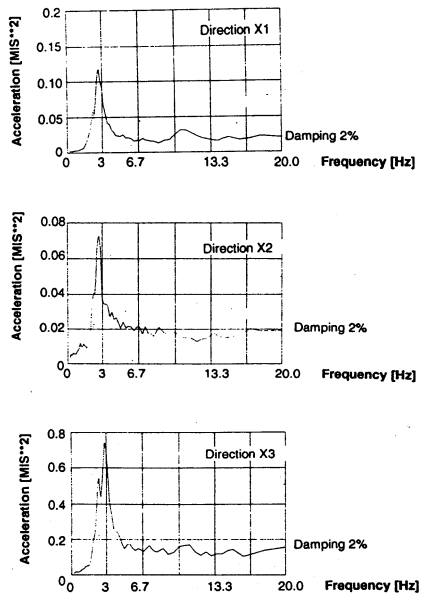 0.2
Direction X1
0.15
0.10
0.05
0
Damping 2%
0 3 6.7 13.3 20.0 Frequency [Hz]
Acceleration [MIS**2]
0.08
Direction X2
0.06
0.04
0.02
0
Damping 2%
0 3 6.7 13.3 20.0 Frequency [Hz]
Acceleration [MIS**2]
0.8
Direction X3
0.6
0.4
0.2
0
Damping 2%
0 3 6.7 13.3 20.0 Frequency [Hz]
Acceleration [MIS**2]